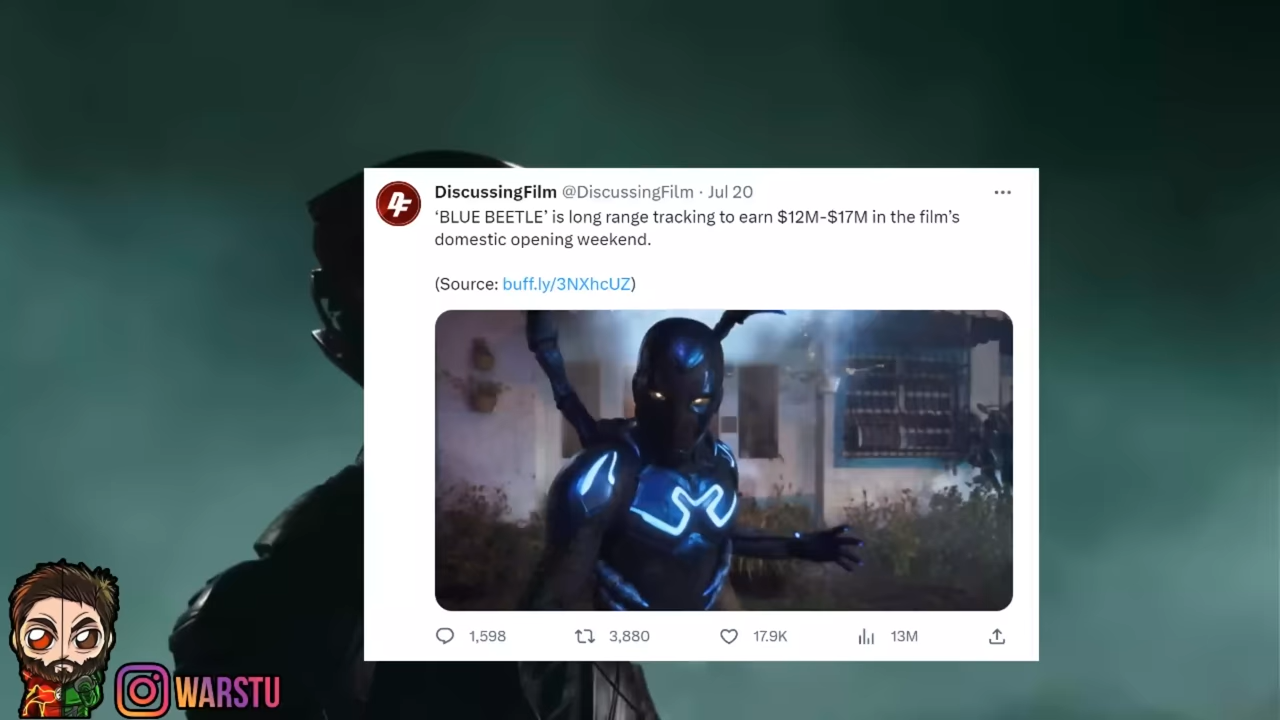 DiscussingFilm @DiscussingFilm · Jul 20
‘BLUE BEETLE’ is long range tracking to earn $12M-$17M in the film’s
domestic opening weekend.
(Source: buff.ly/3NXhcUZ)
1,598 3,880 17.9K 13M
WARSTU